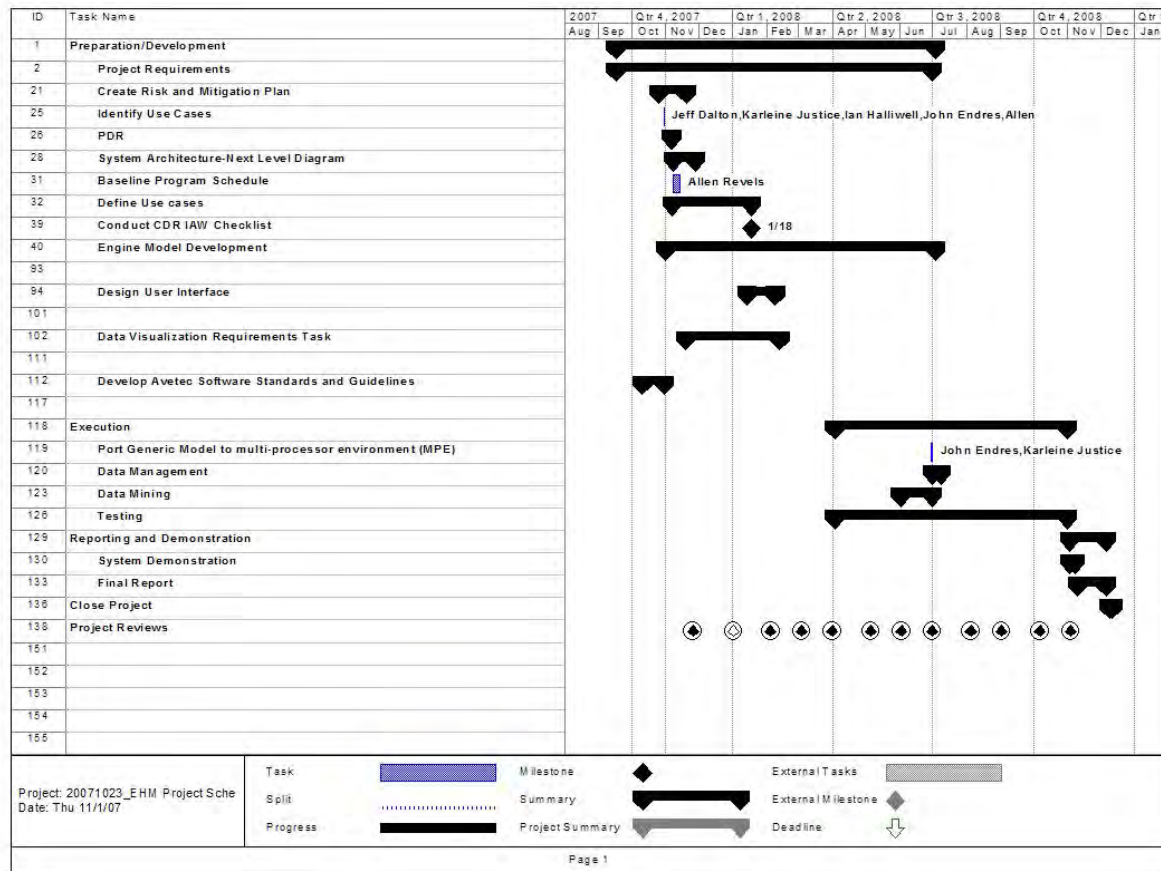 ID Task Name 2007 Qtr 4, 2007 Qtr 1, 2008 Qtr 2, 2008 Qtr 3, 2008 Qtr 4, 2008 Qtr
Aug Sep Oct Nov Dec Jan Feb Mar Apr May Jun Jul Aug Sep Oct Nov Dec Jan
1 Preparation/Development
2 Project Requirements
21 Create Risk and Mitigation Plan
25 Identify Use Cases Jeff Dalton,Karleine Justice,Ian Halliwell,John Endres,Allen
26 PDR
28 System Architecture-Next Level Diagram
31 Baseline Program Schedule Allen Revels
32 Define Use cases
39 Conduct CDR IAW Checklist 1/18
40 Engine Model Development
93
94 Design User Interface
101
102 Data Visualization Requirements Task
111
112 Develop Avetec Software Standards and Guidelines
117
118 Execution
119 Port Generic Model to multi-processor environment (MPE) John Endres,Karleine Justice
120 Data Management
123 Data Mining
126 Testing
129 Reporting and Demonstration
130 System Demonstration
133 Final Report
136 Close Project
138 Project Reviews
151
152
153
154
155
Project: 20071023_EHM Project Sche
Date: Thu 11/1/07
Task Milestone External Tasks
Split Summary External Milestone
Progress Project Summary Deadline
Page 1